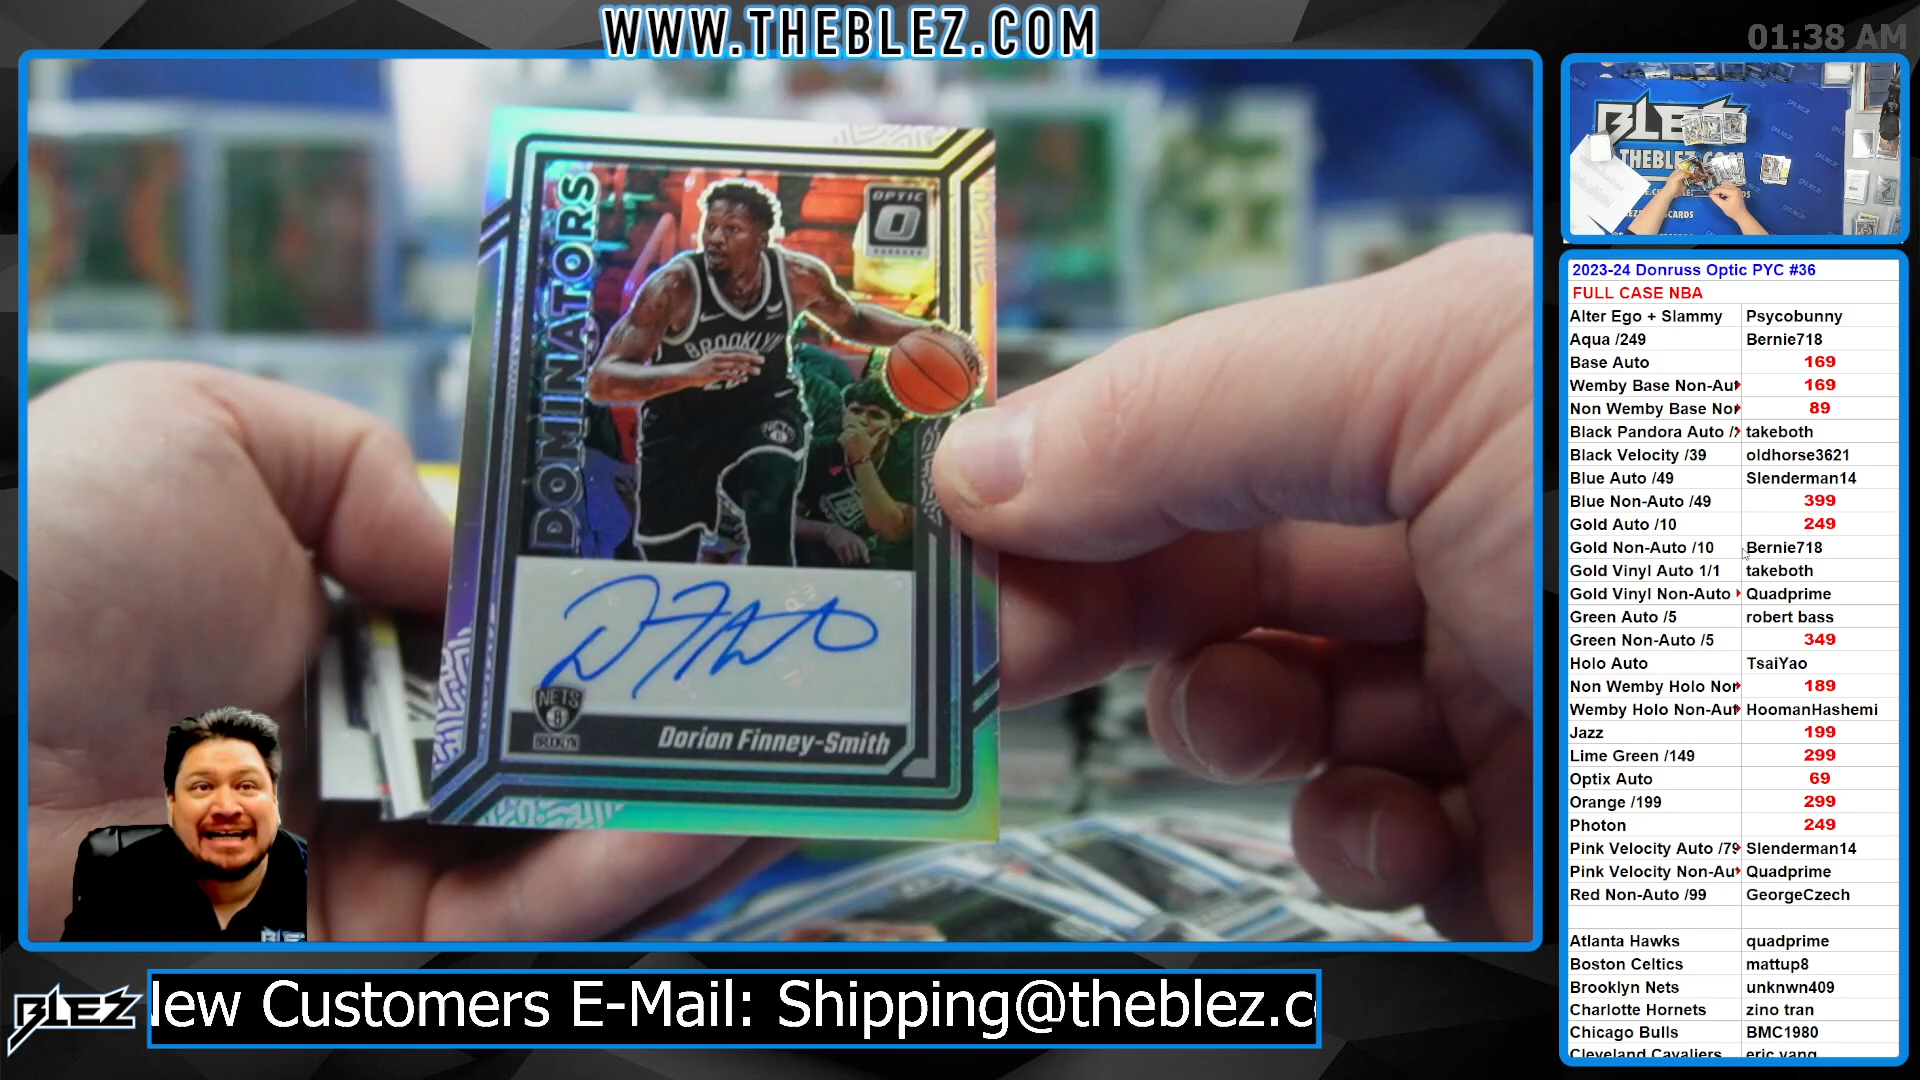 WWW.THEBLEZ.COM
01:38 AM
BLEZ
THEBLEZ.COM
DOMINATORS
OPTIC
O
DONRUSS
BROOKLYN
NETS
NETS
B
BROOKLYN
Dorian Finney-Smith
2023-24 Donruss Optic PYC #36
FULL CASE NBA
Alter Ego + Slammy Psycobunny
Aqua /249 Bernie718
Base Auto 169
Wemby Base Non-Aut 169
Non Wemby Base Nor 89
Black Pandora Auto / takeboth
Black Velocity /39 oldhorse3621
Blue Auto /49 Slenderman14
Blue Non-Auto /49 399
Gold Auto /10 249
Gold Non-Auto /10 Bernie718
Gold Vinyl Auto 1/1 takeboth
Gold Vinyl Non-Auto Quadprime
Green Auto /5 robert bass
Green Non-Auto /5 349
Holo Auto TsaiYao
Non Wemby Holo Nor 189
Wemby Holo Non-Aut HoomanHashemi
Jazz 199
Lime Green /149 299
Optix Auto 69
Orange /199 299
Photon 249
Pink Velocity Auto /79 Slenderman14
Pink Velocity Non-Au Quadprime
Red Non-Auto /99 GeorgeCzech
Atlanta Hawks quadprime
Boston Celtics mattup8
Brooklyn Nets unknwn409
Charlotte Hornets zino tran
Chicago Bulls BMC1980
Cleveland Cavaliers eric yang
BLEZ
New Customers E-Mail: Shipping@theblez.c